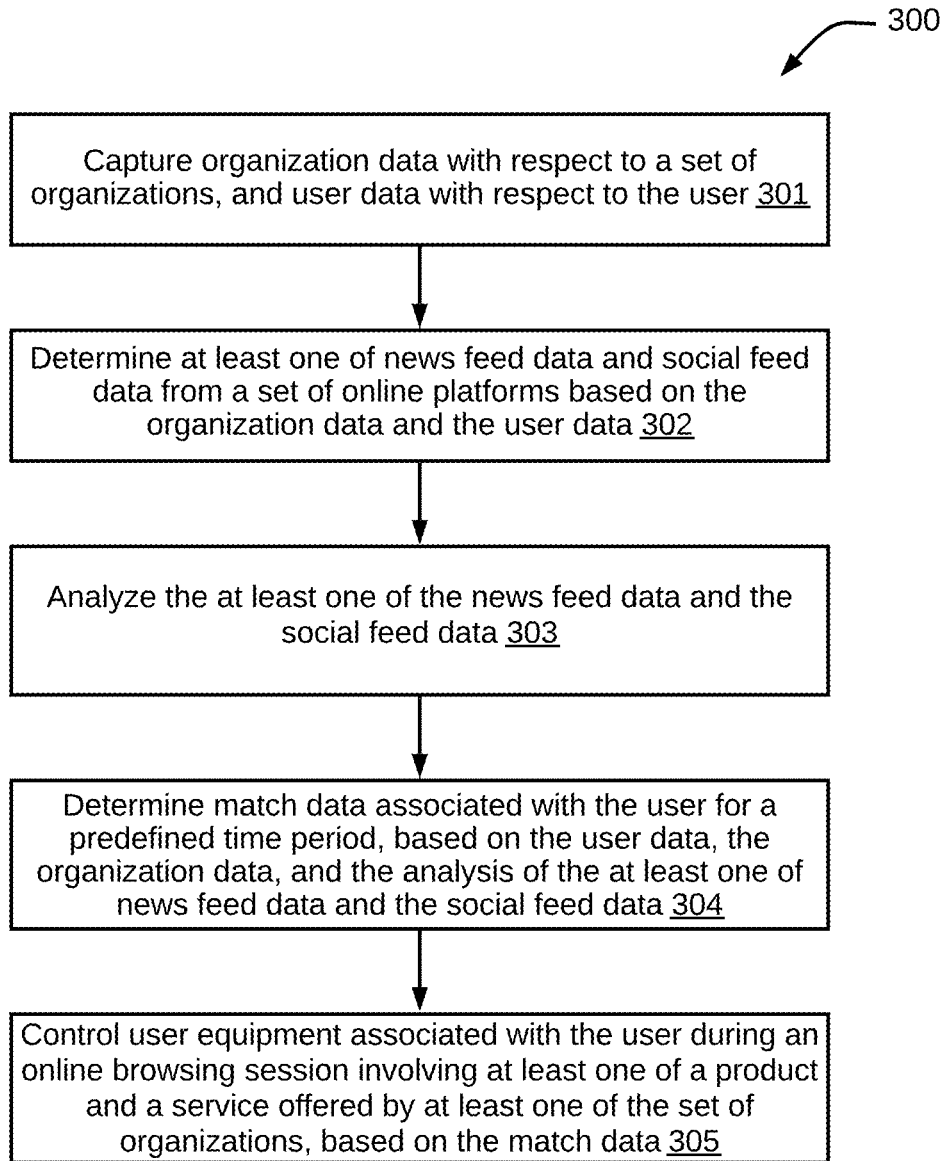 300
Capture organization data with respect to a set of
organizations, and user data with respect to the user 301
Determine at least one of news feed data and social feed
data from a set of online platforms based on the
organization data and the user data 302
Analyze the at least one of the news feed data and the
social feed data 303
Determine match data associated with the user for a
predefined time period, based on the user data, the
organization data, and the analysis of the at least one of
news feed data and the social feed data 304
Control user equipment associated with the user during an
online browsing session involving at least one of a product
and a service offered by at least one of the set of
organizations, based on the match data 305